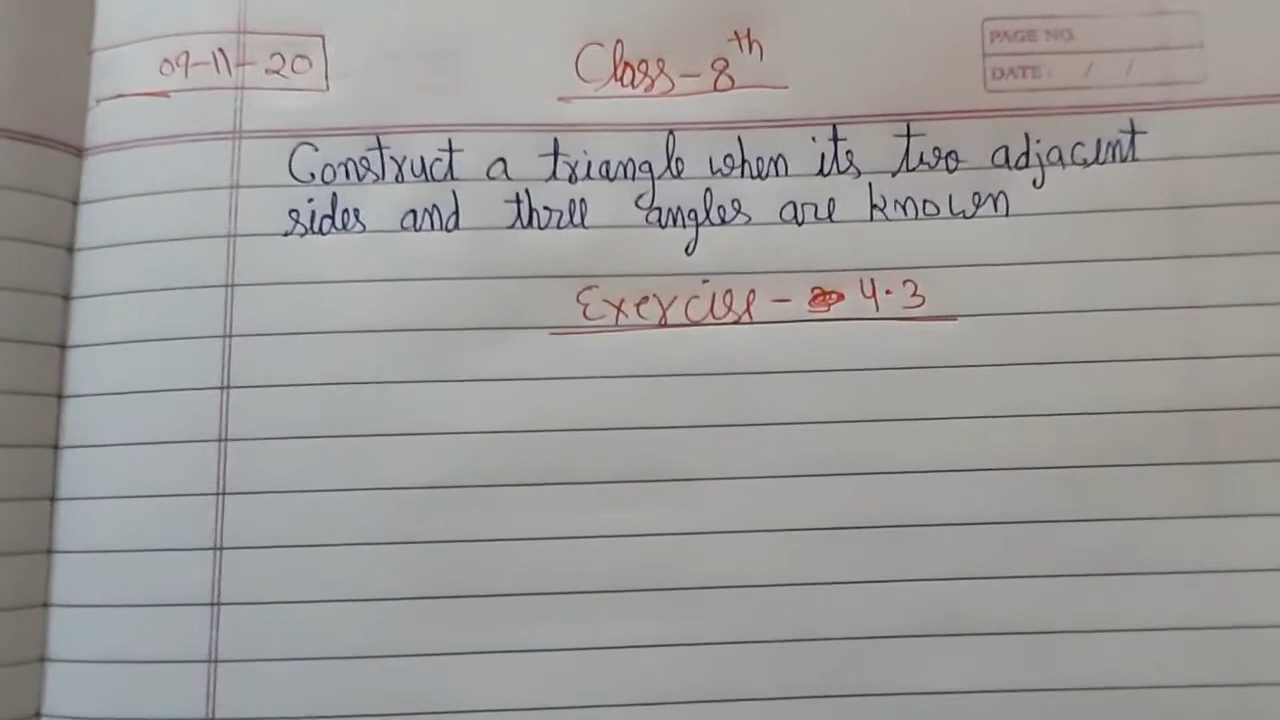 09-11-20
Class-8th
PAGE NO.
DATE: / /
Construct a triangle when its two adjacent
sides and three angles are known
Exercise - 4.3